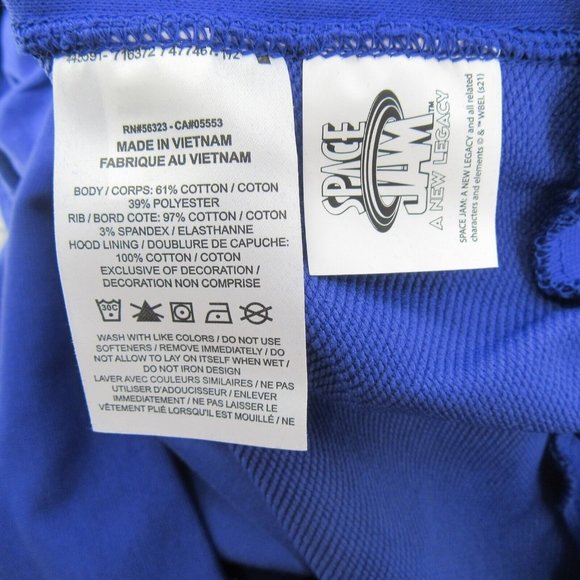 RN#56323 - CA#05553
MADE IN VIETNAM
FABRIQUE AU VIETNAM
BODY / CORPS: 61% COTTON / COTON
39% POLYESTER
RIB / BORD COTE: 97% COTTON / COTON
3% SPANDEX / ELASTHANNE
HOOD LINING / DOUBLURE DE CAPUCHE:
100% COTTON / COTON
EXCLUSIVE OF DECORATION /
DECORATION NON COMPRISE
30C
WASH WITH LIKE COLORS / DO NOT USE
SOFTENERS / REMOVE IMMEDIATELY / DO
NOT ALLOW TO LAY ON ITSELF WHEN WET /
DO NOT IRON DESIGN
LAVER AVEC COULEURS SIMILAIRES / NE PAS
UTILISER D'ADOUCISSEUR / ENLEVER
IMMEDIATEMENT / NE PAS LAISSER LE
VÊTEMENT PLIÉ LORSQU'IL EST MOUILLÉ / NE
SPACE
JAM™
A NEW LEGACY
SPACE JAM: A NEW LEGACY and all related
characters and elements © & ™ WBEI. (s21)